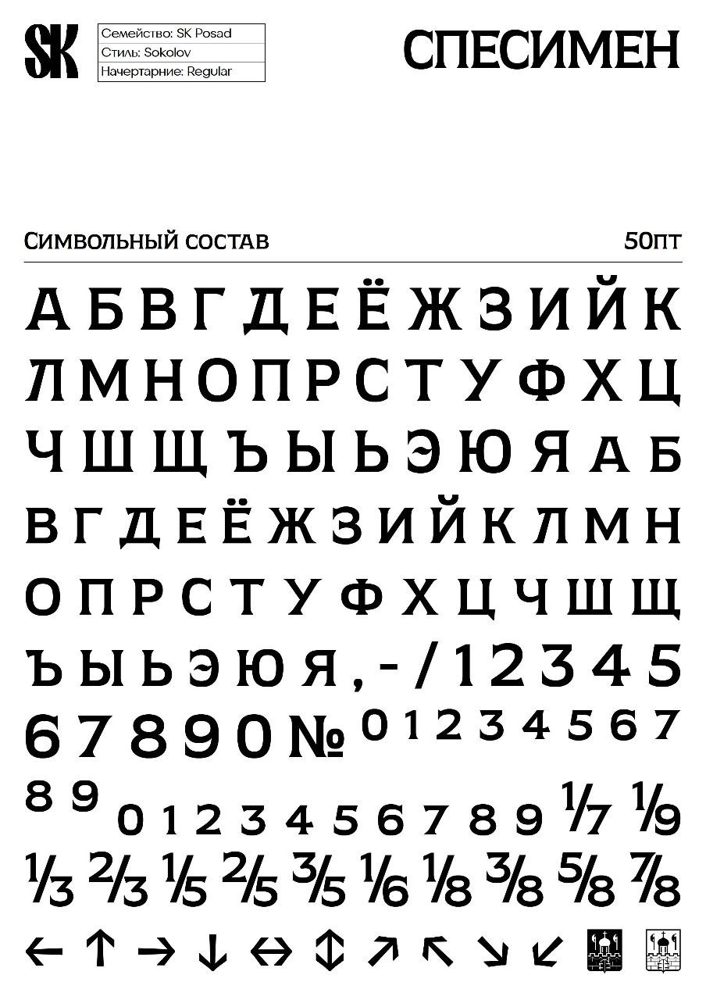 SK
Семейство: SK Posad
Стиль: Sokolov
Начертарние: Regular
СПЕСИМЕН
Символьный состав 50пт
А Б В Г Д Е Ё Ж З И Й К
Л М Н О П Р С Т У Ф Х Ц
Ч Ш Щ Ъ Ы Ь Э Ю Я а б
в г д е ё ж з и й к л м н
о п р с т у ф х ц ч ш щ
ъ ы ь э ю я , - / 1 2 3 4 5
6 7 8 9 0 № ⁰ ¹ ² ³ ⁴ ⁵ ⁶ ⁷
⁸ ⁹ ₀ ₁ ₂ ₃ ₄ ₅ ₆ ₇ ₈ ₉ ⅐ ⅑
⅓ ⅔ ⅕ ⅖ ⅗ ⅙ ⅛ ⅜ ⅝ ⅞
← ↑ → ↓ ↔ ↕ ↗ ↖ ↘ ↙